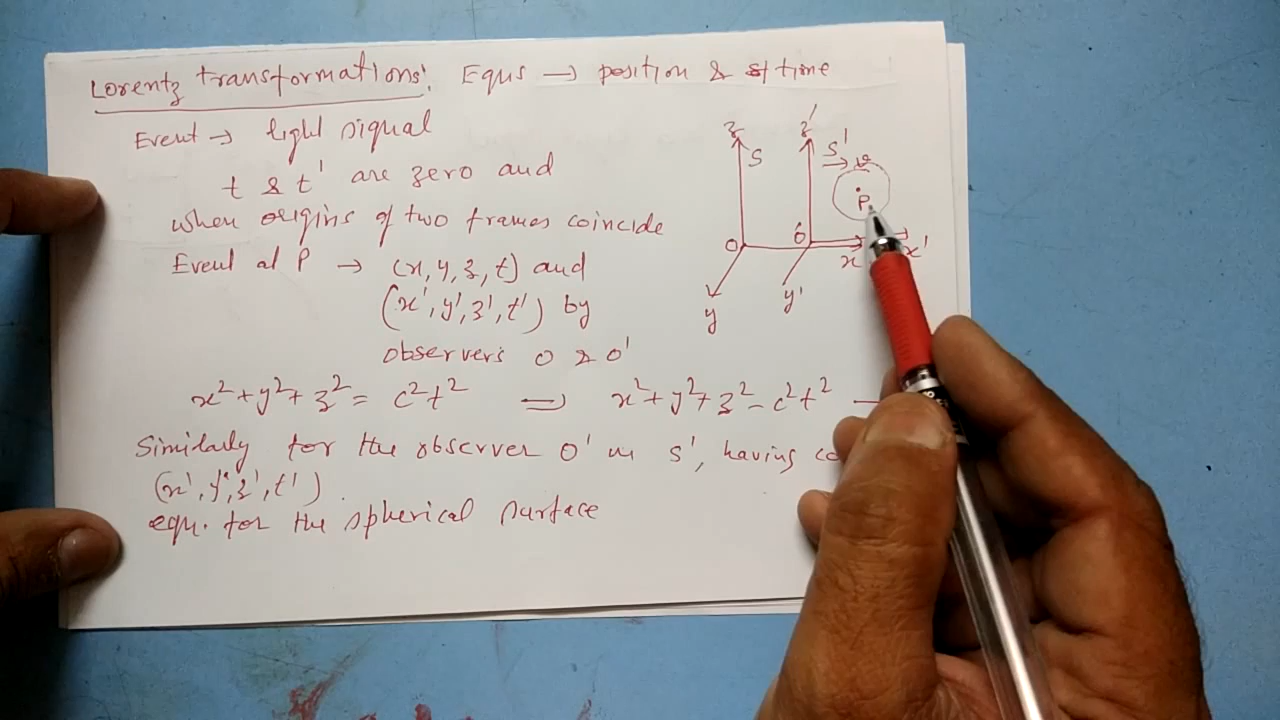 Lorentz transformations: Equs → position & time
Event → light signal
t & t' are zero and
when origins of two frames coincide
Event at P → (x, y, z, t) and
(x', y', z', t') by
observers O & O'
x²+y²+z² = c²t² ⇒ x²+y²+z²-c²t² —
Similarly for the observer O' in S', having co
(x', y', z', t').
equ. for the spherical surface
z z'
S S' → v
P
O O' x x'
y y'